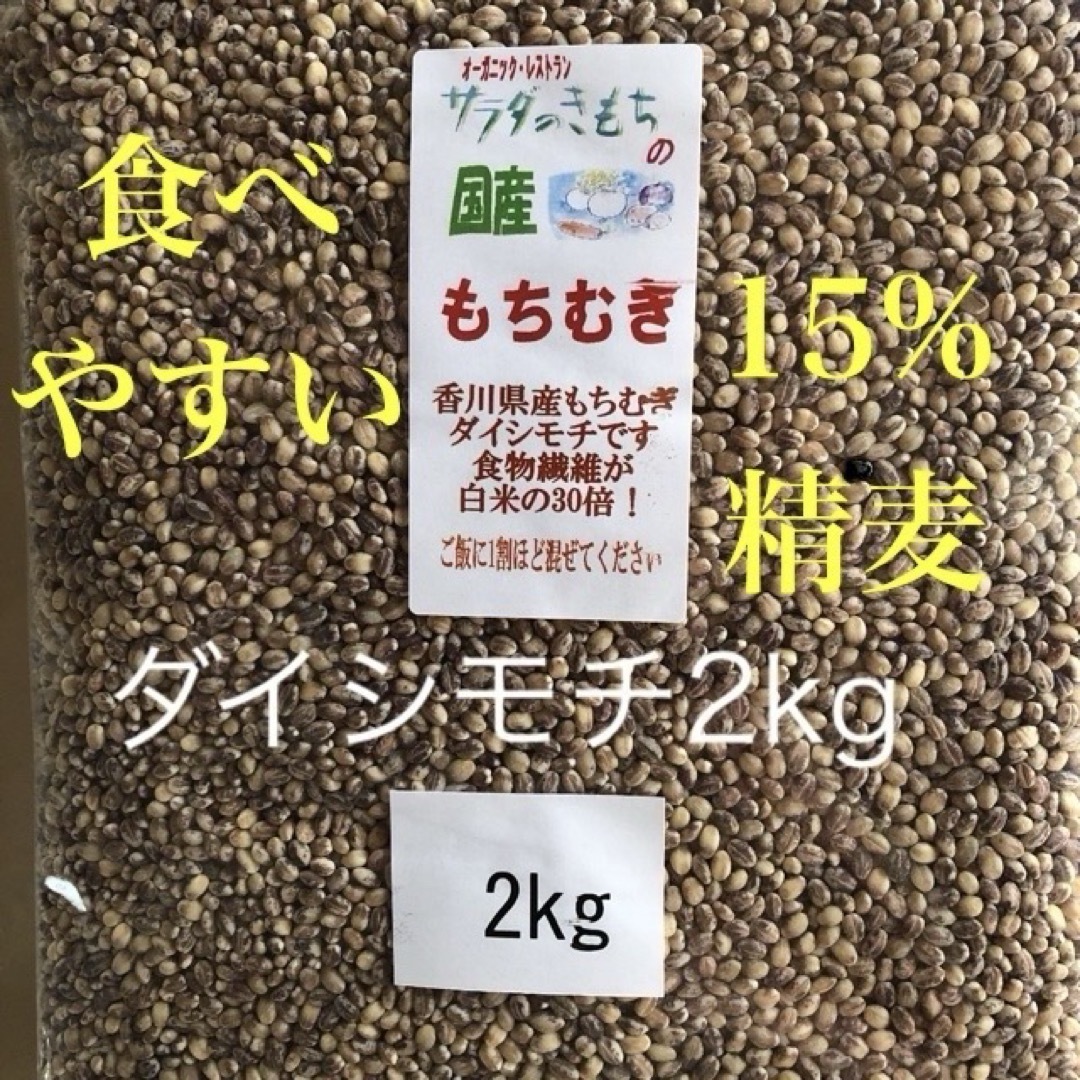 オーガニック・レストラン
サラダのきもち
の
国産
もちむぎ
香川県産もちむぎ
ダイシモチです
食物繊維が
白米の30倍！
ご飯に1割ほど混ぜてください
食べ
やすい
15%
精麦
ダイシモチ2kg
2kg